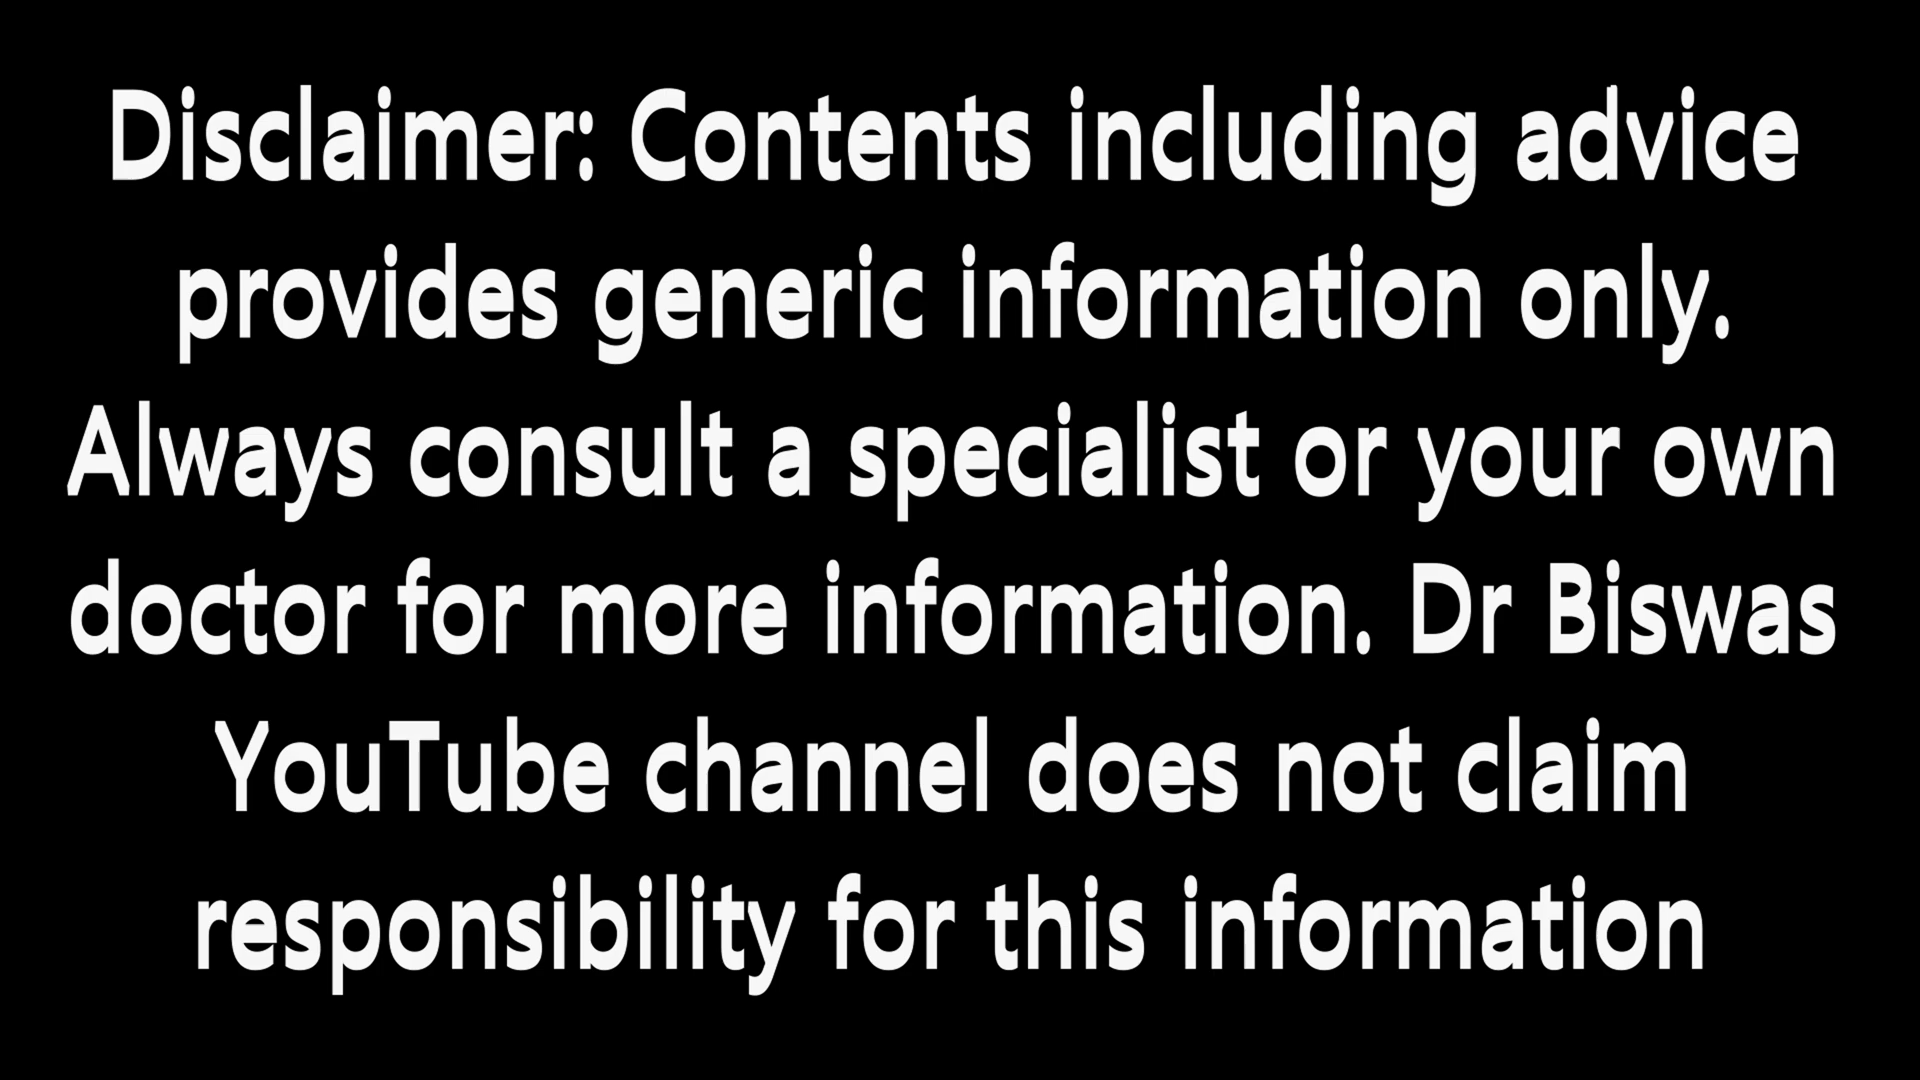 Disclaimer: Contents including advice
provides generic information only.
Always consult a specialist or your own
doctor for more information. Dr Biswas
YouTube channel does not claim
responsibility for this information